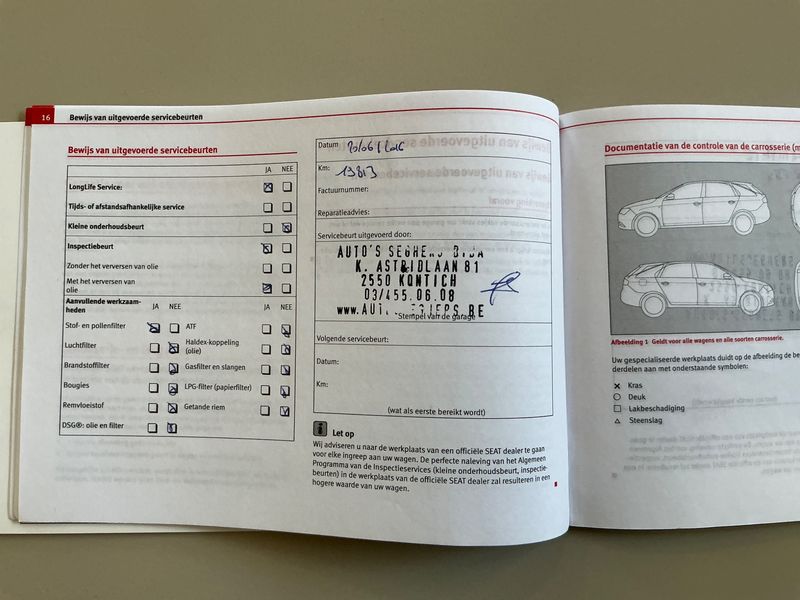 16 Bewijs van uitgevoerde servicebeurten
Bewijs van uitgevoerde servicebeurten
JA NEE
LongLife Service:
Tijds- of afstandsafhankelijke service
Kleine onderhoudsbeurt
Inspectiebeurt
Zonder het verversen van olie
Met het verversen van
olie
Aanvullende werkzaam- JA NEE JA NEE
heden
Stof- en pollenfilter ATF
Luchtfilter Haldex-koppeling
(olie)
Brandstoffilter Gasfilter en slangen
Bougies LPG-filter (papierfilter)
Remvloeistof Getande riem
DSG®: olie en filter
Datum 20/06/2016
Km: 13813
Factuurnummer:
Reparatieadvies:
Servicebeurt uitgevoerd door:
AUTO'S SEGHERS BVBA
K. ASTRIDLAAN 81
2550 KONTICH
03/455.06.08
*Stempel van de garage
Volgende servicebeurt:
Datum:
Km:
(wat als eerste bereikt wordt)
i Let op
Wij adviseren u naar de werkplaats van een officiële SEAT dealer te gaan
voor elke ingreep aan uw wagen. De perfecte naleving van het Algemeen
Programma van de Inspectieservices (kleine onderhoudsbeurt, inspectie-
beurten) in de werkplaats van de officiële SEAT dealer zal resulteren in een
hogere waarde van uw wagen.
Documentatie van de controle van de carrosserie (m
Afbeelding 1 Geldt voor alle wagens en alle soorten carrosserie.
Uw gespecialiseerde werkplaats duidt op de afbeelding de be
derdelen aan met onderstaande symbolen:
Kras
Deuk
Lakbeschadiging
Steenslag